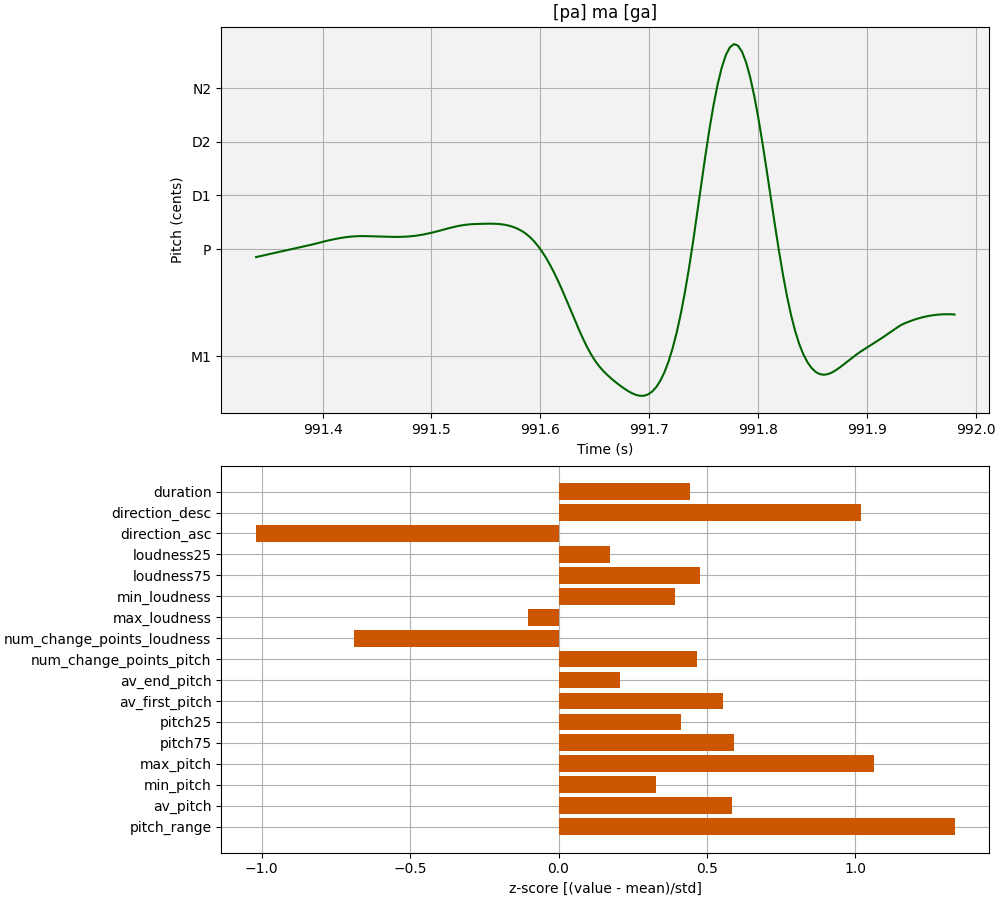 [pa] ma [ga]
N2
D2
D1
P
M1
Pitch (cents)
991.4 991.5 991.6 991.7 991.8 991.9 992.0
Time (s)
duration
direction_desc
direction_asc
loudness25
loudness75
min_loudness
max_loudness
num_change_points_loudness
num_change_points_pitch
av_end_pitch
av_first_pitch
pitch25
pitch75
max_pitch
min_pitch
av_pitch
pitch_range
−1.0 −0.5 0.0 0.5 1.0
z-score [(value - mean)/std]